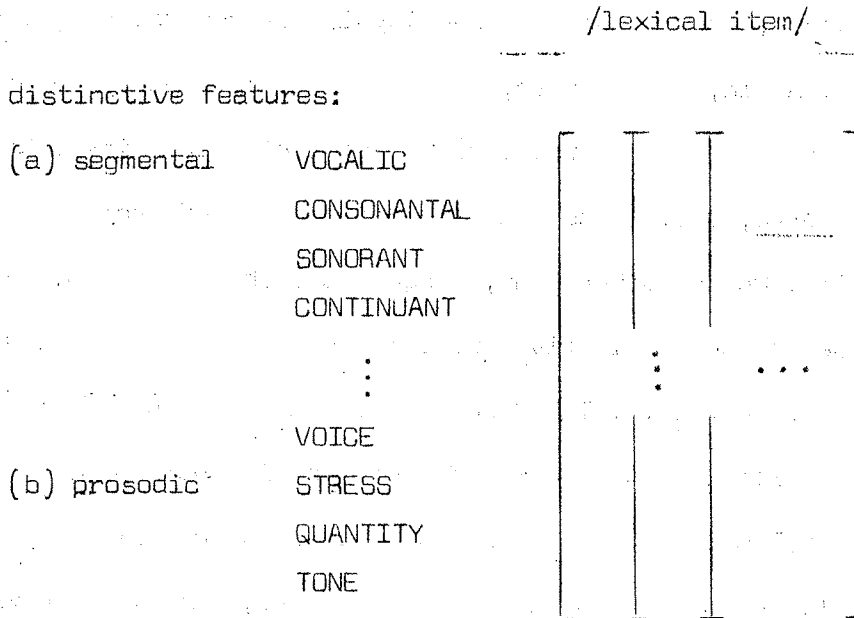 /lexical item/
distinctive features:
(a) segmental VOCALIC
CONSONANTAL
SONORANT
CONTINUANT
⋮ ⋮ ...
VOICE
(b) prosodic STRESS
QUANTITY
TONE